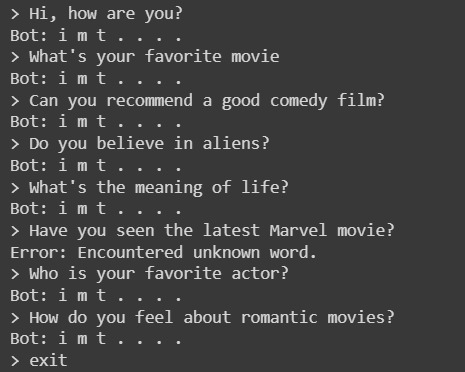 > Hi, how are you?
Bot: i m t . . . .
> What's your favorite movie
Bot: i m t . . . .
> Can you recommend a good comedy film?
Bot: i m t . . . .
> Do you believe in aliens?
Bot: i m t . . . .
> What's the meaning of life?
Bot: i m t . . . .
> Have you seen the latest Marvel movie?
Error: Encountered unknown word.
> Who is your favorite actor?
Bot: i m t . . . .
> How do you feel about romantic movies?
Bot: i m t . . . .
> exit